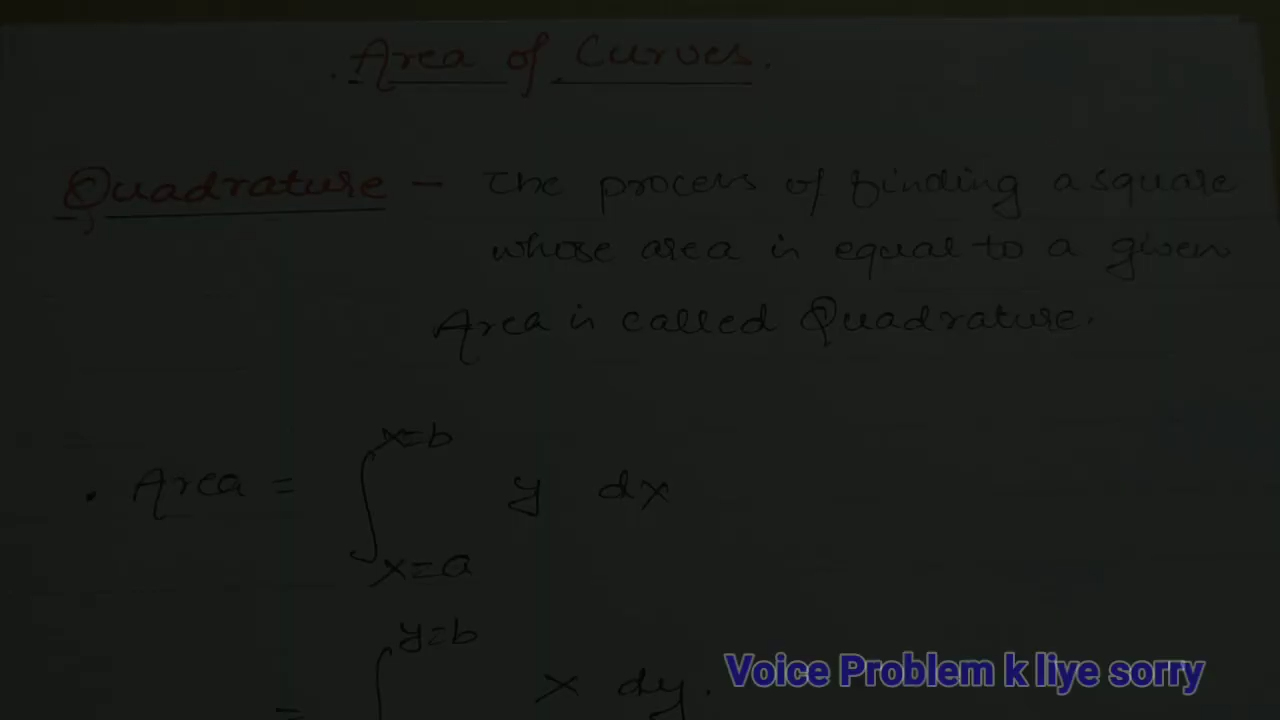 . Area of Curves.
Quadrature - The process of finding a square
whose area is equal to a given
Area is called Quadrature.
. Area = ∫ x=a x=b y dx
= ∫ y=b x dy.
Voice Problem k liye sorry